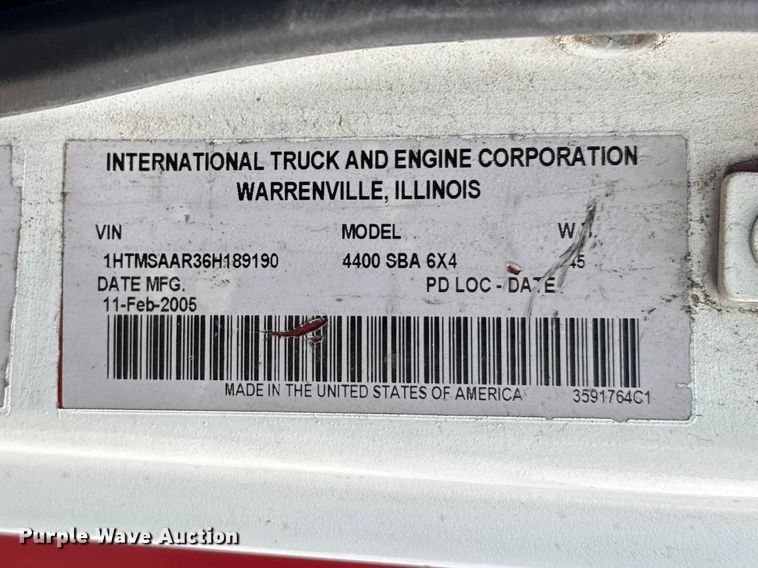 INTERNATIONAL TRUCK AND ENGINE CORPORATION
WARRENVILLE, ILLINOIS
VIN MODEL
1HTMSAAR36H189190 4400 SBA 6X4
DATE MFG. PD LOC - DATE
11-Feb-2005
MADE IN THE UNITED STATES OF AMERICA 3591764C1
Purple Wave Auction